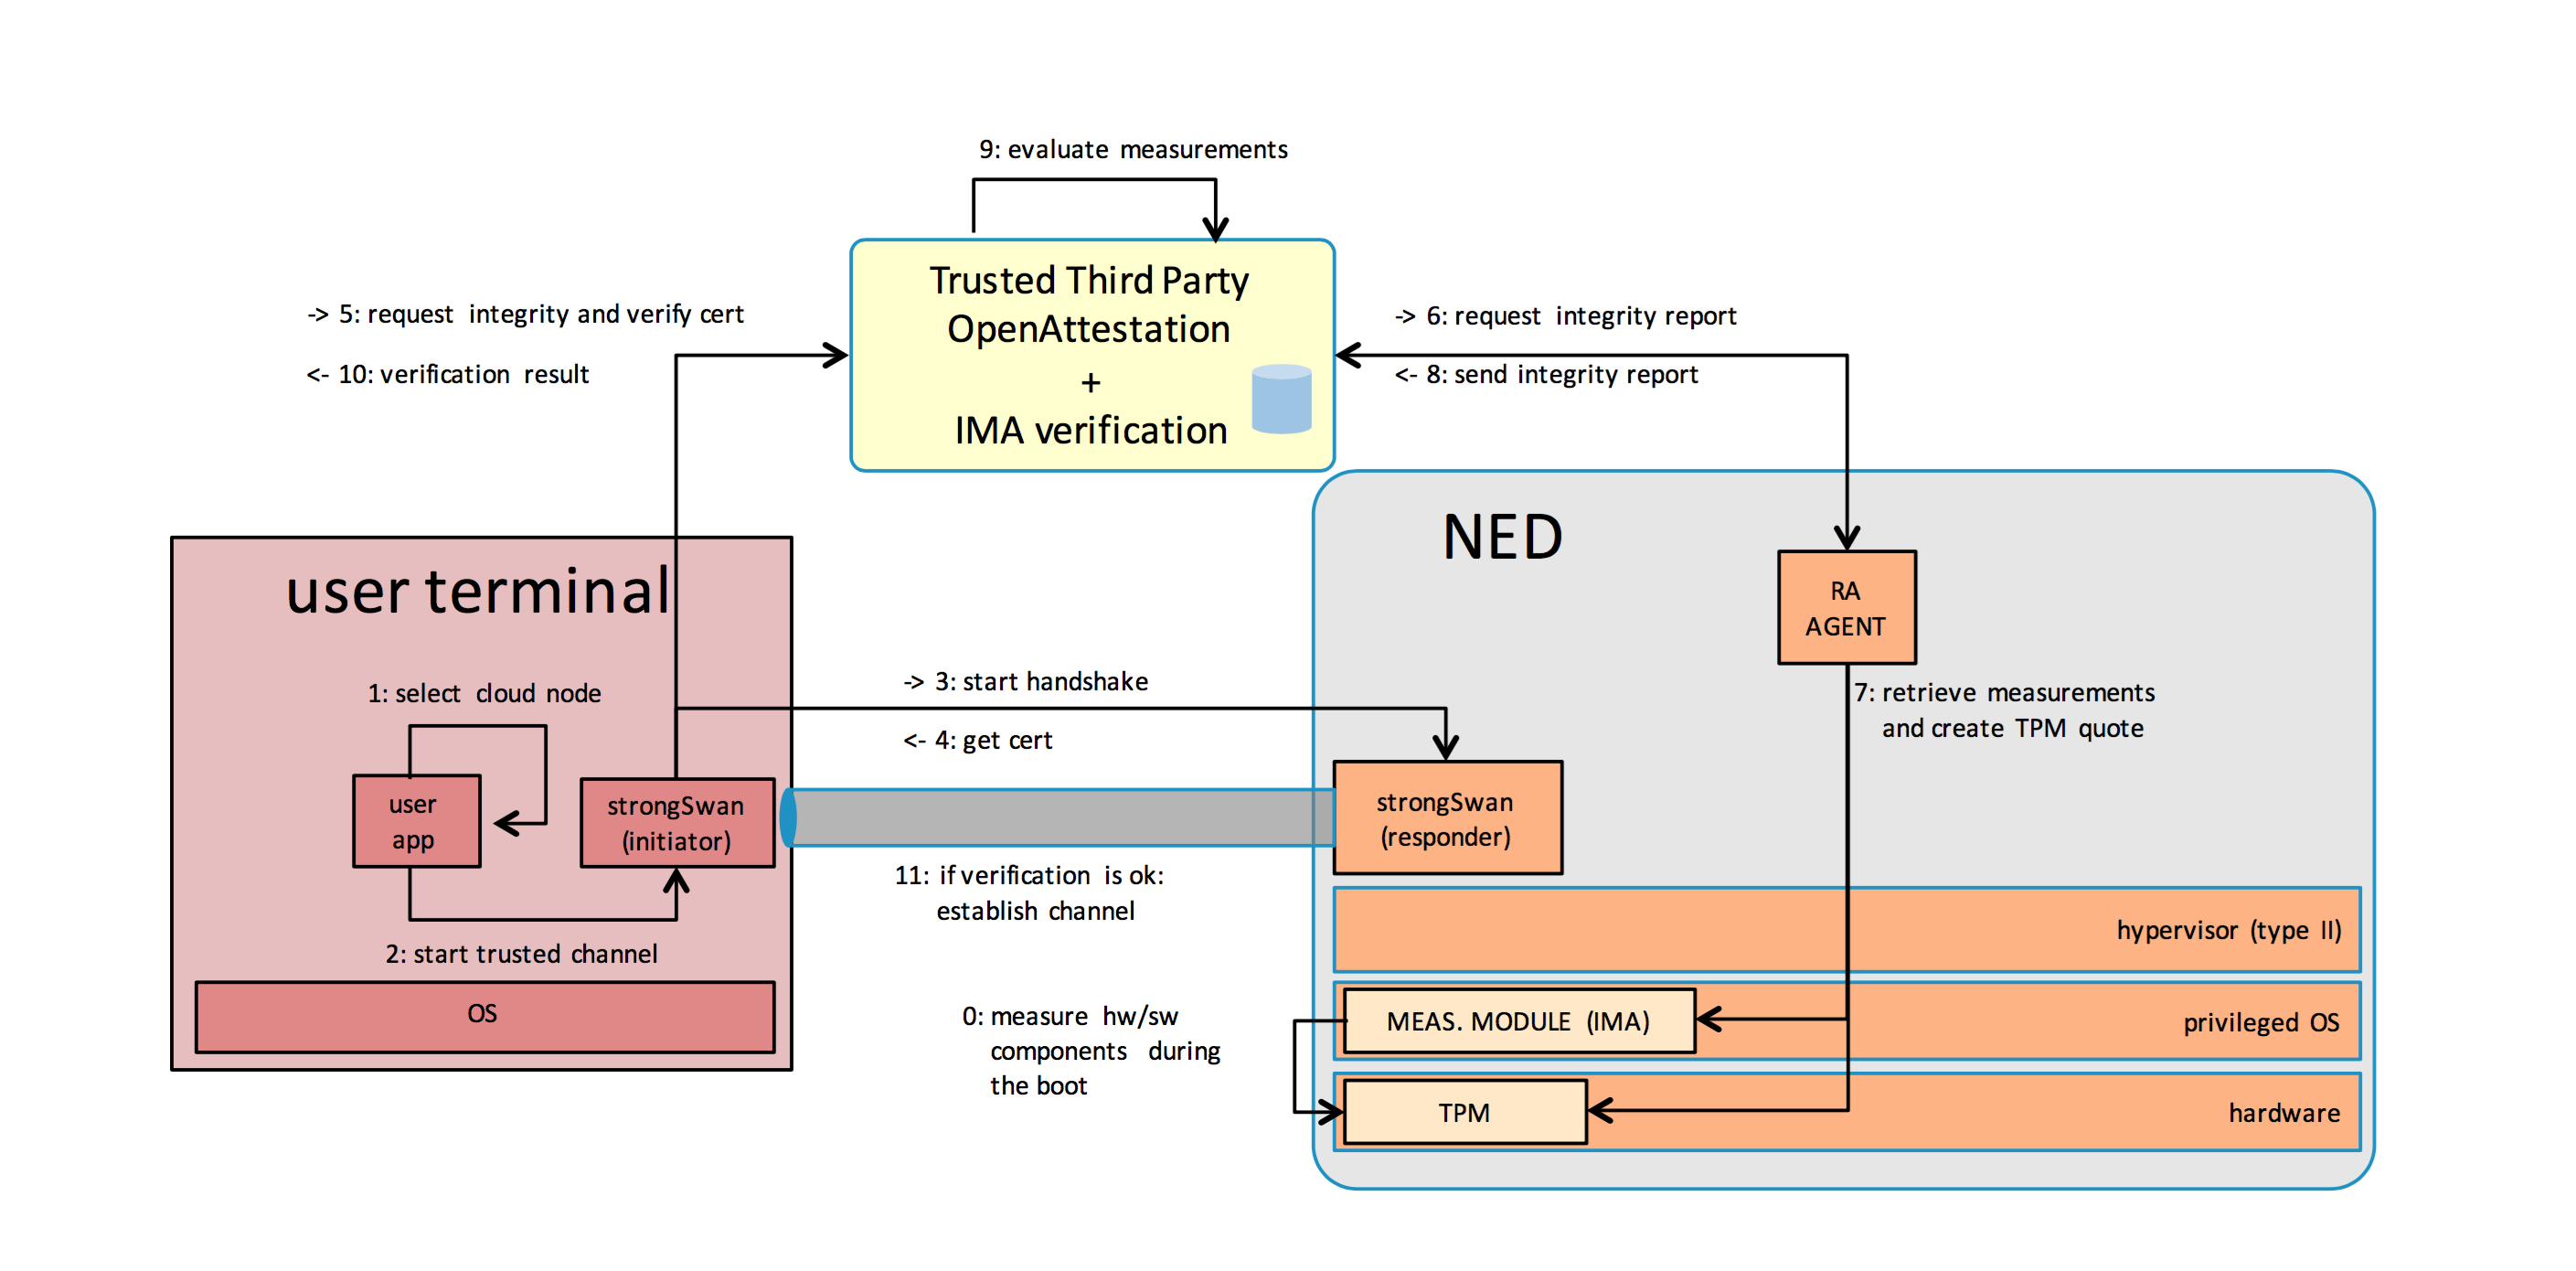 9: evaluate measurements
Trusted Third Party
OpenAttestation
+
IMA verification
-> 5: request integrity and verify cert
<- 10: verification result
-> 6: request integrity report
<- 8: send integrity report
user terminal
1: select cloud node
user
app
strongSwan
(initiator)
2: start trusted channel
OS
-> 3: start handshake
<- 4: get cert
11: if verification is ok:
establish channel
0: measure hw/sw
components during
the boot
NED
RA
AGENT
7: retrieve measurements
and create TPM quote
strongSwan
(responder)
hypervisor (type II)
MEAS. MODULE (IMA)
privileged OS
TPM
hardware